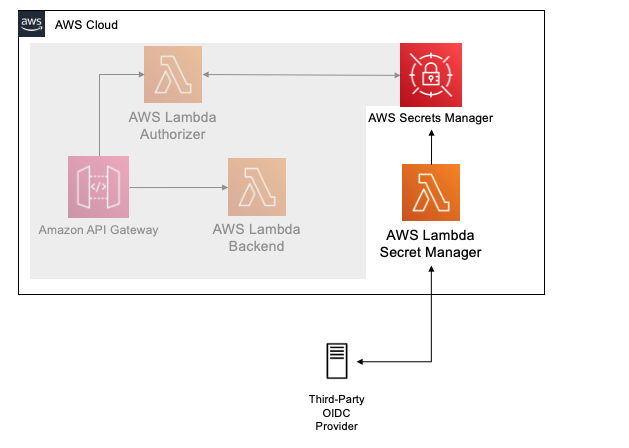 aws
AWS Cloud
AWS Lambda
Authorizer
AWS Secrets Manager
Amazon API Gateway
</>
AWS Lambda
Backend
AWS Lambda
Secret Manager
Third-Party
OIDC
Provider